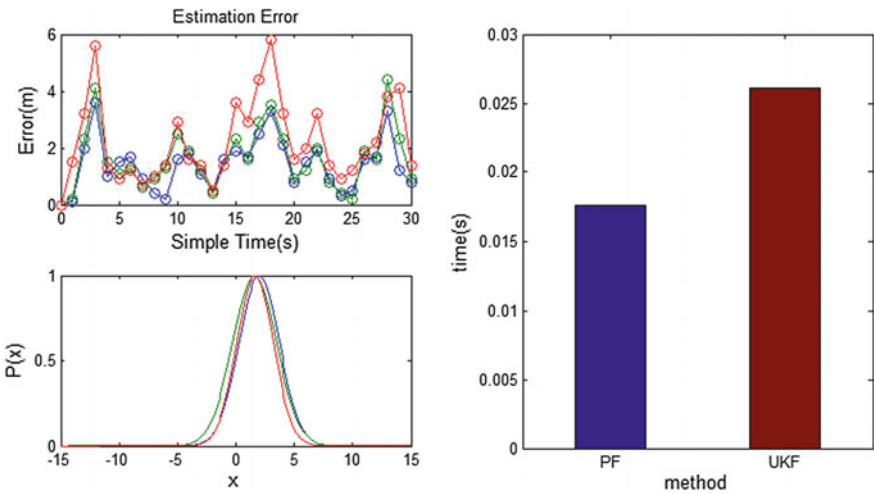 Estimation Error
Error(m)
6
4
2
0
0 5 10 15 20 25 30
Simple Time(s)
P(x)
1
0.5
0
-15 -10 -5 0 5 10 15
x
time(s)
0.03
0.025
0.02
0.015
0.01
0.005
0
PF UKF
method